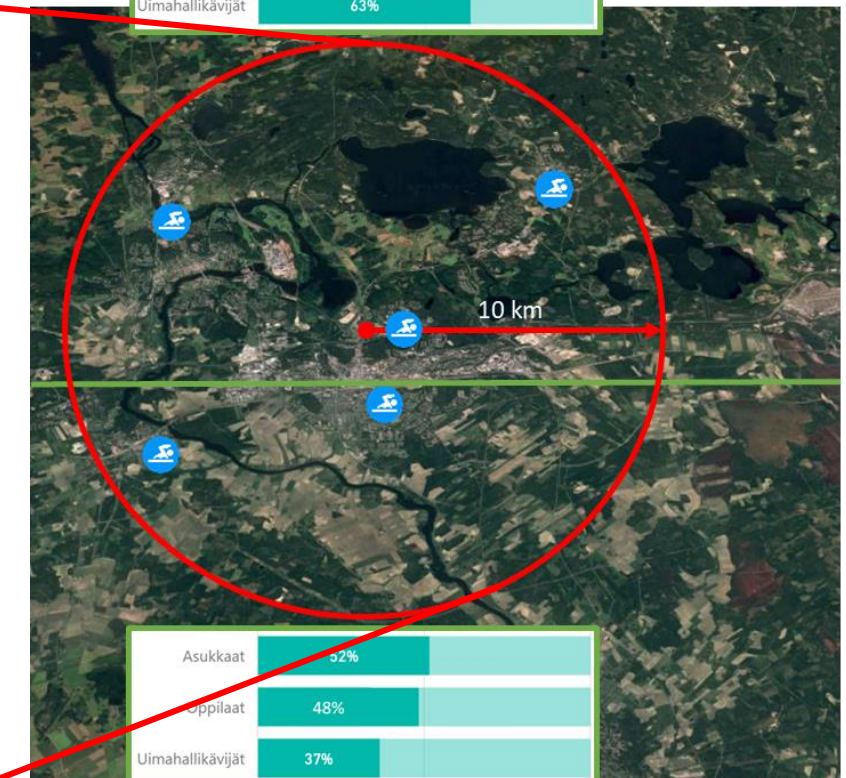 Uimahallikävijät 63%
10 km
Asukkaat 52%
Oppilaat 48%
Uimahallikävijät 37%